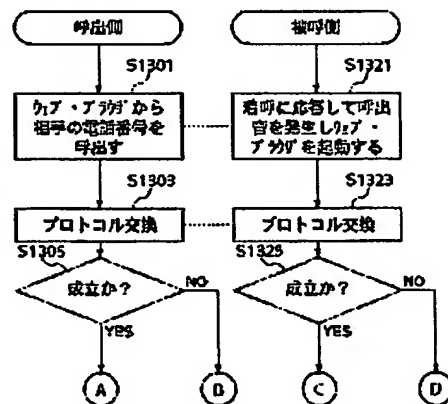 呼出側
被呼側
S1301
S1321
ウェブ・ブラウザから
相手の電話番号を
呼出す
着呼に応答して呼出
音を発生しウェブ・
ブラウザを起動する
S1303
S1323
プロトコル交換
プロトコル交換
S1305
S1325
成立か？
NO
成立か？
NO
YES
YES
A
B
C
D